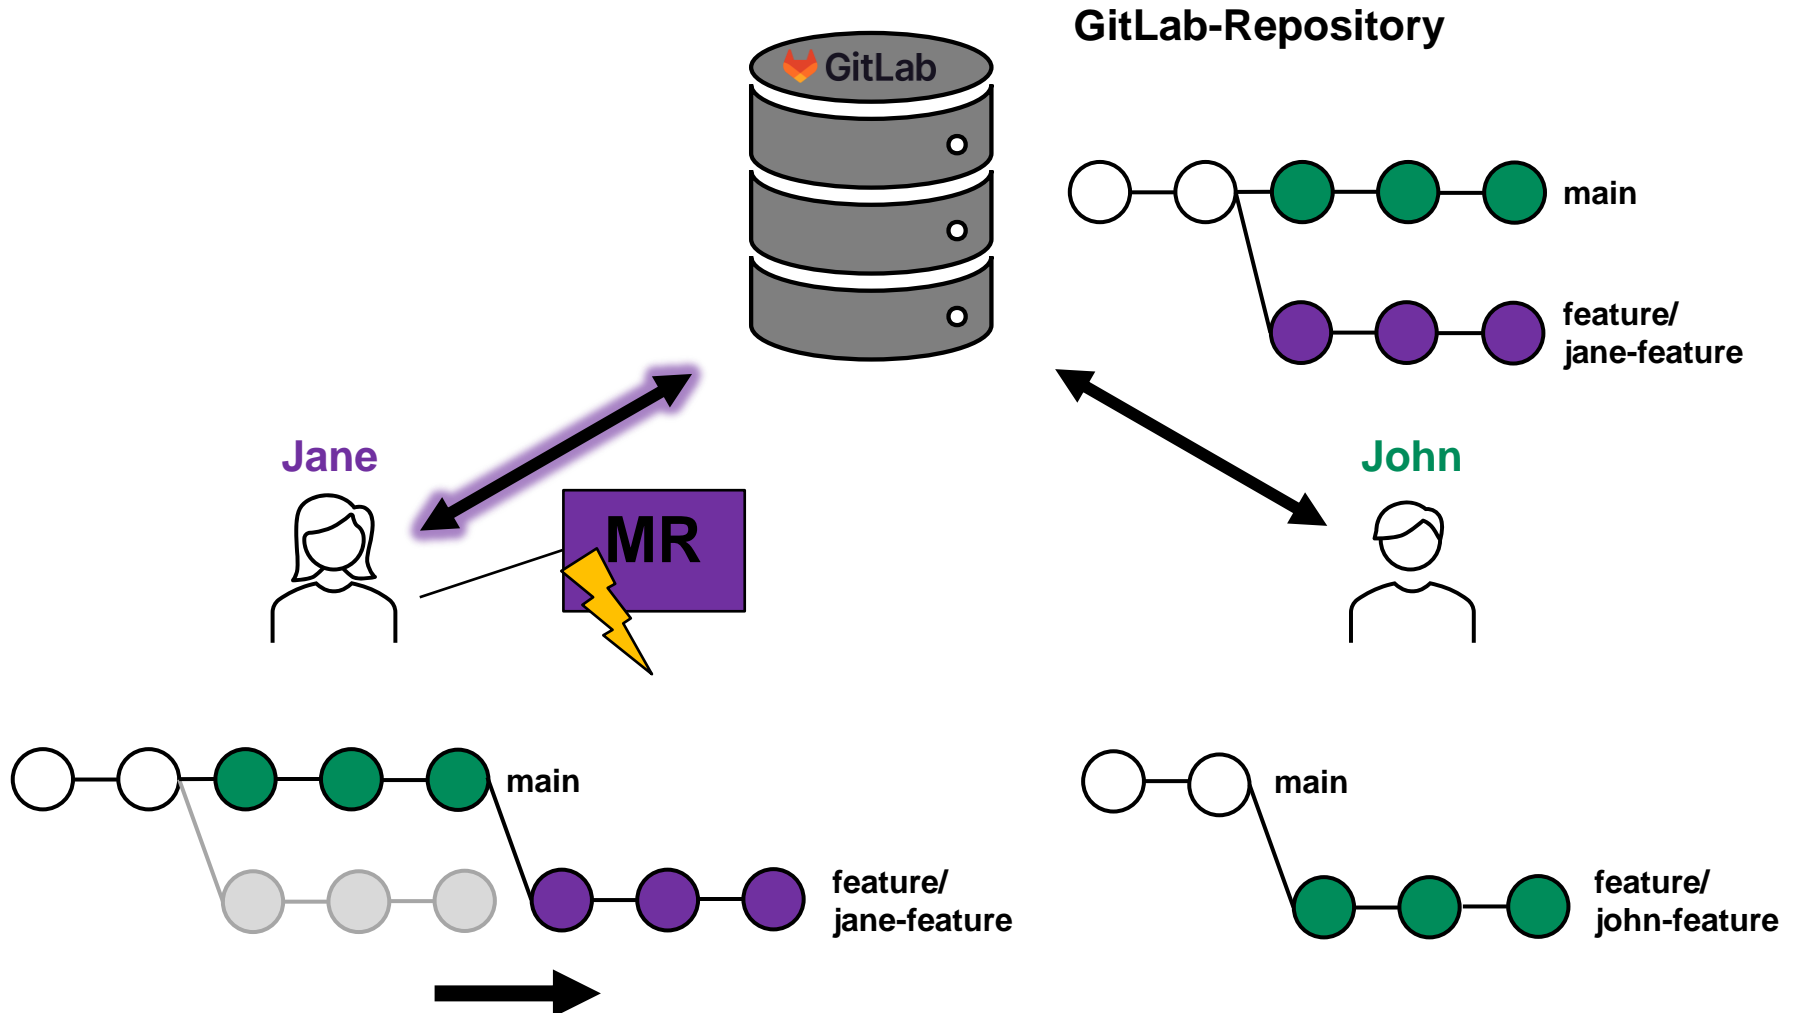 GitLab-Repository
GitLab
main
feature/
jane-feature
Jane
John
MR
main
feature/
jane-feature
main
feature/
john-feature